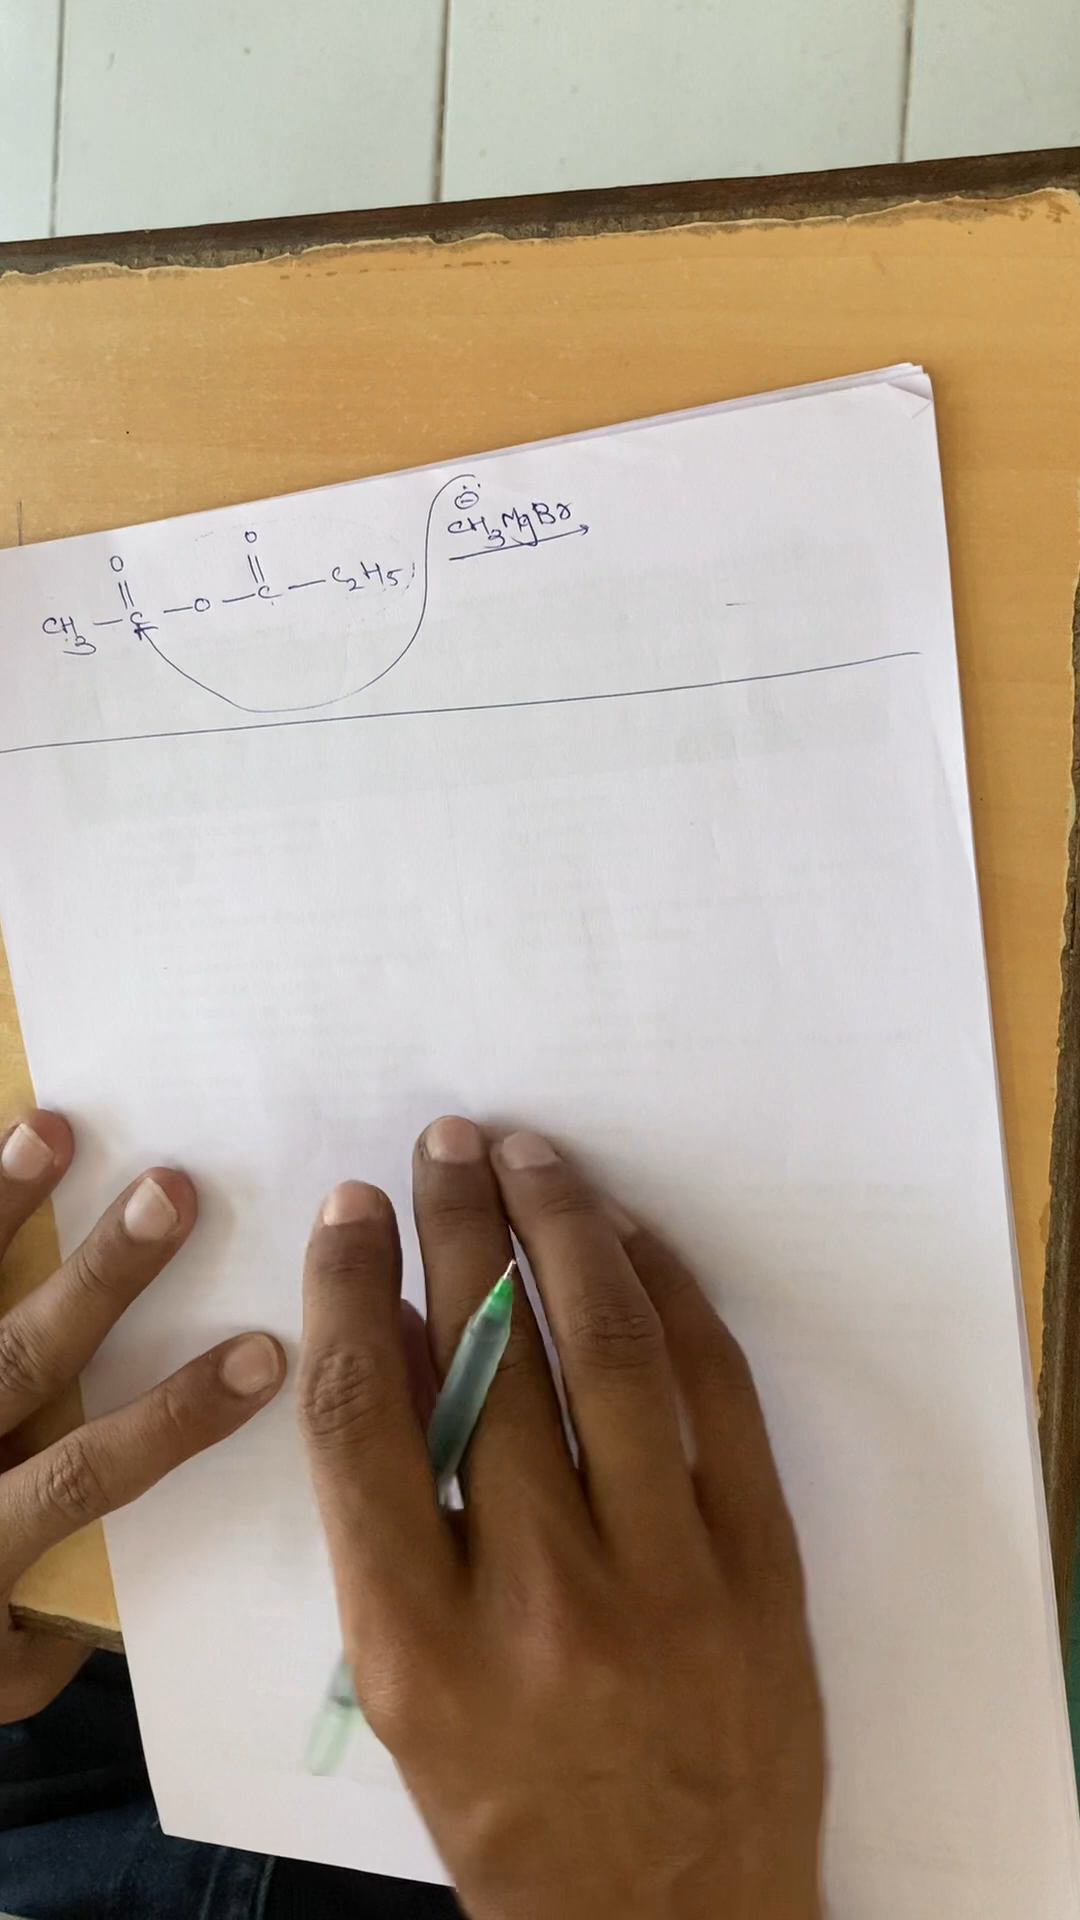 O O ⊖
CH3 – C – O – C – C2H5 CH3MgBr